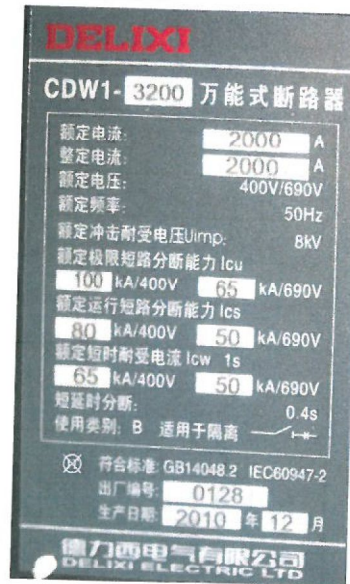 DELIXI
CDW1- 3200 万能式断路器
额定电流: 2000 A
整定电流: 2000 A
额定电压: 400V/690V
额定频率: 50Hz
额定冲击耐受电压Uimp: 8kV
额定极限短路分断能力 Icu
100 kA/400V 65 kA/690V
额定运行短路分断能力 Ics
80 kA/400V 50 kA/690V
额定短时耐受电流 Icw 1s
65 kA/400V 50 kA/690V
短延时分断: 0.4s
使用类别: B 适用于隔离
符合标准: GB14048.2 IEC60947-2
出厂编号: 0128
生产日期: 2010 年 12 月
德力西电气有限公司
DELIXI ELECTRIC LTD